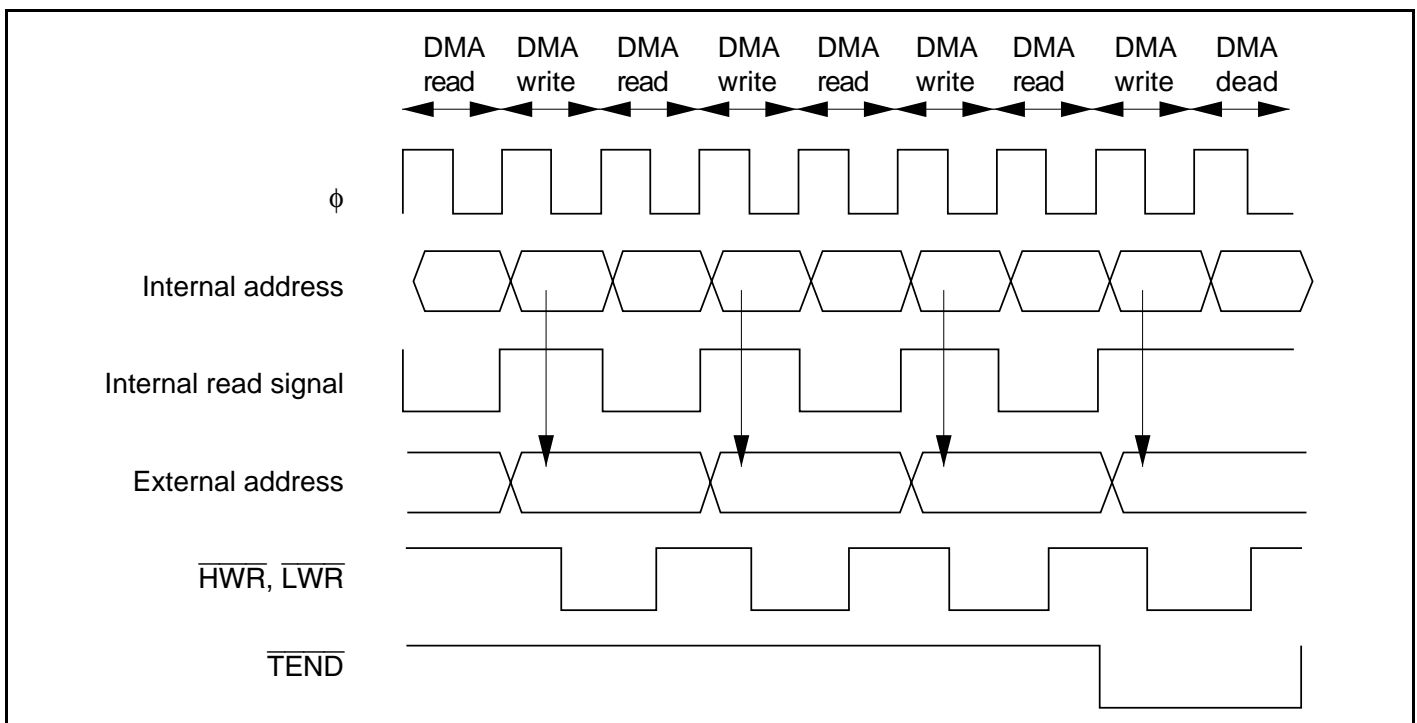 DMA DMA DMA DMA DMA DMA DMA DMA DMA
read write read write read write read write dead
ϕ
Internal address
Internal read signal
External address
HWR, LWR
TEND